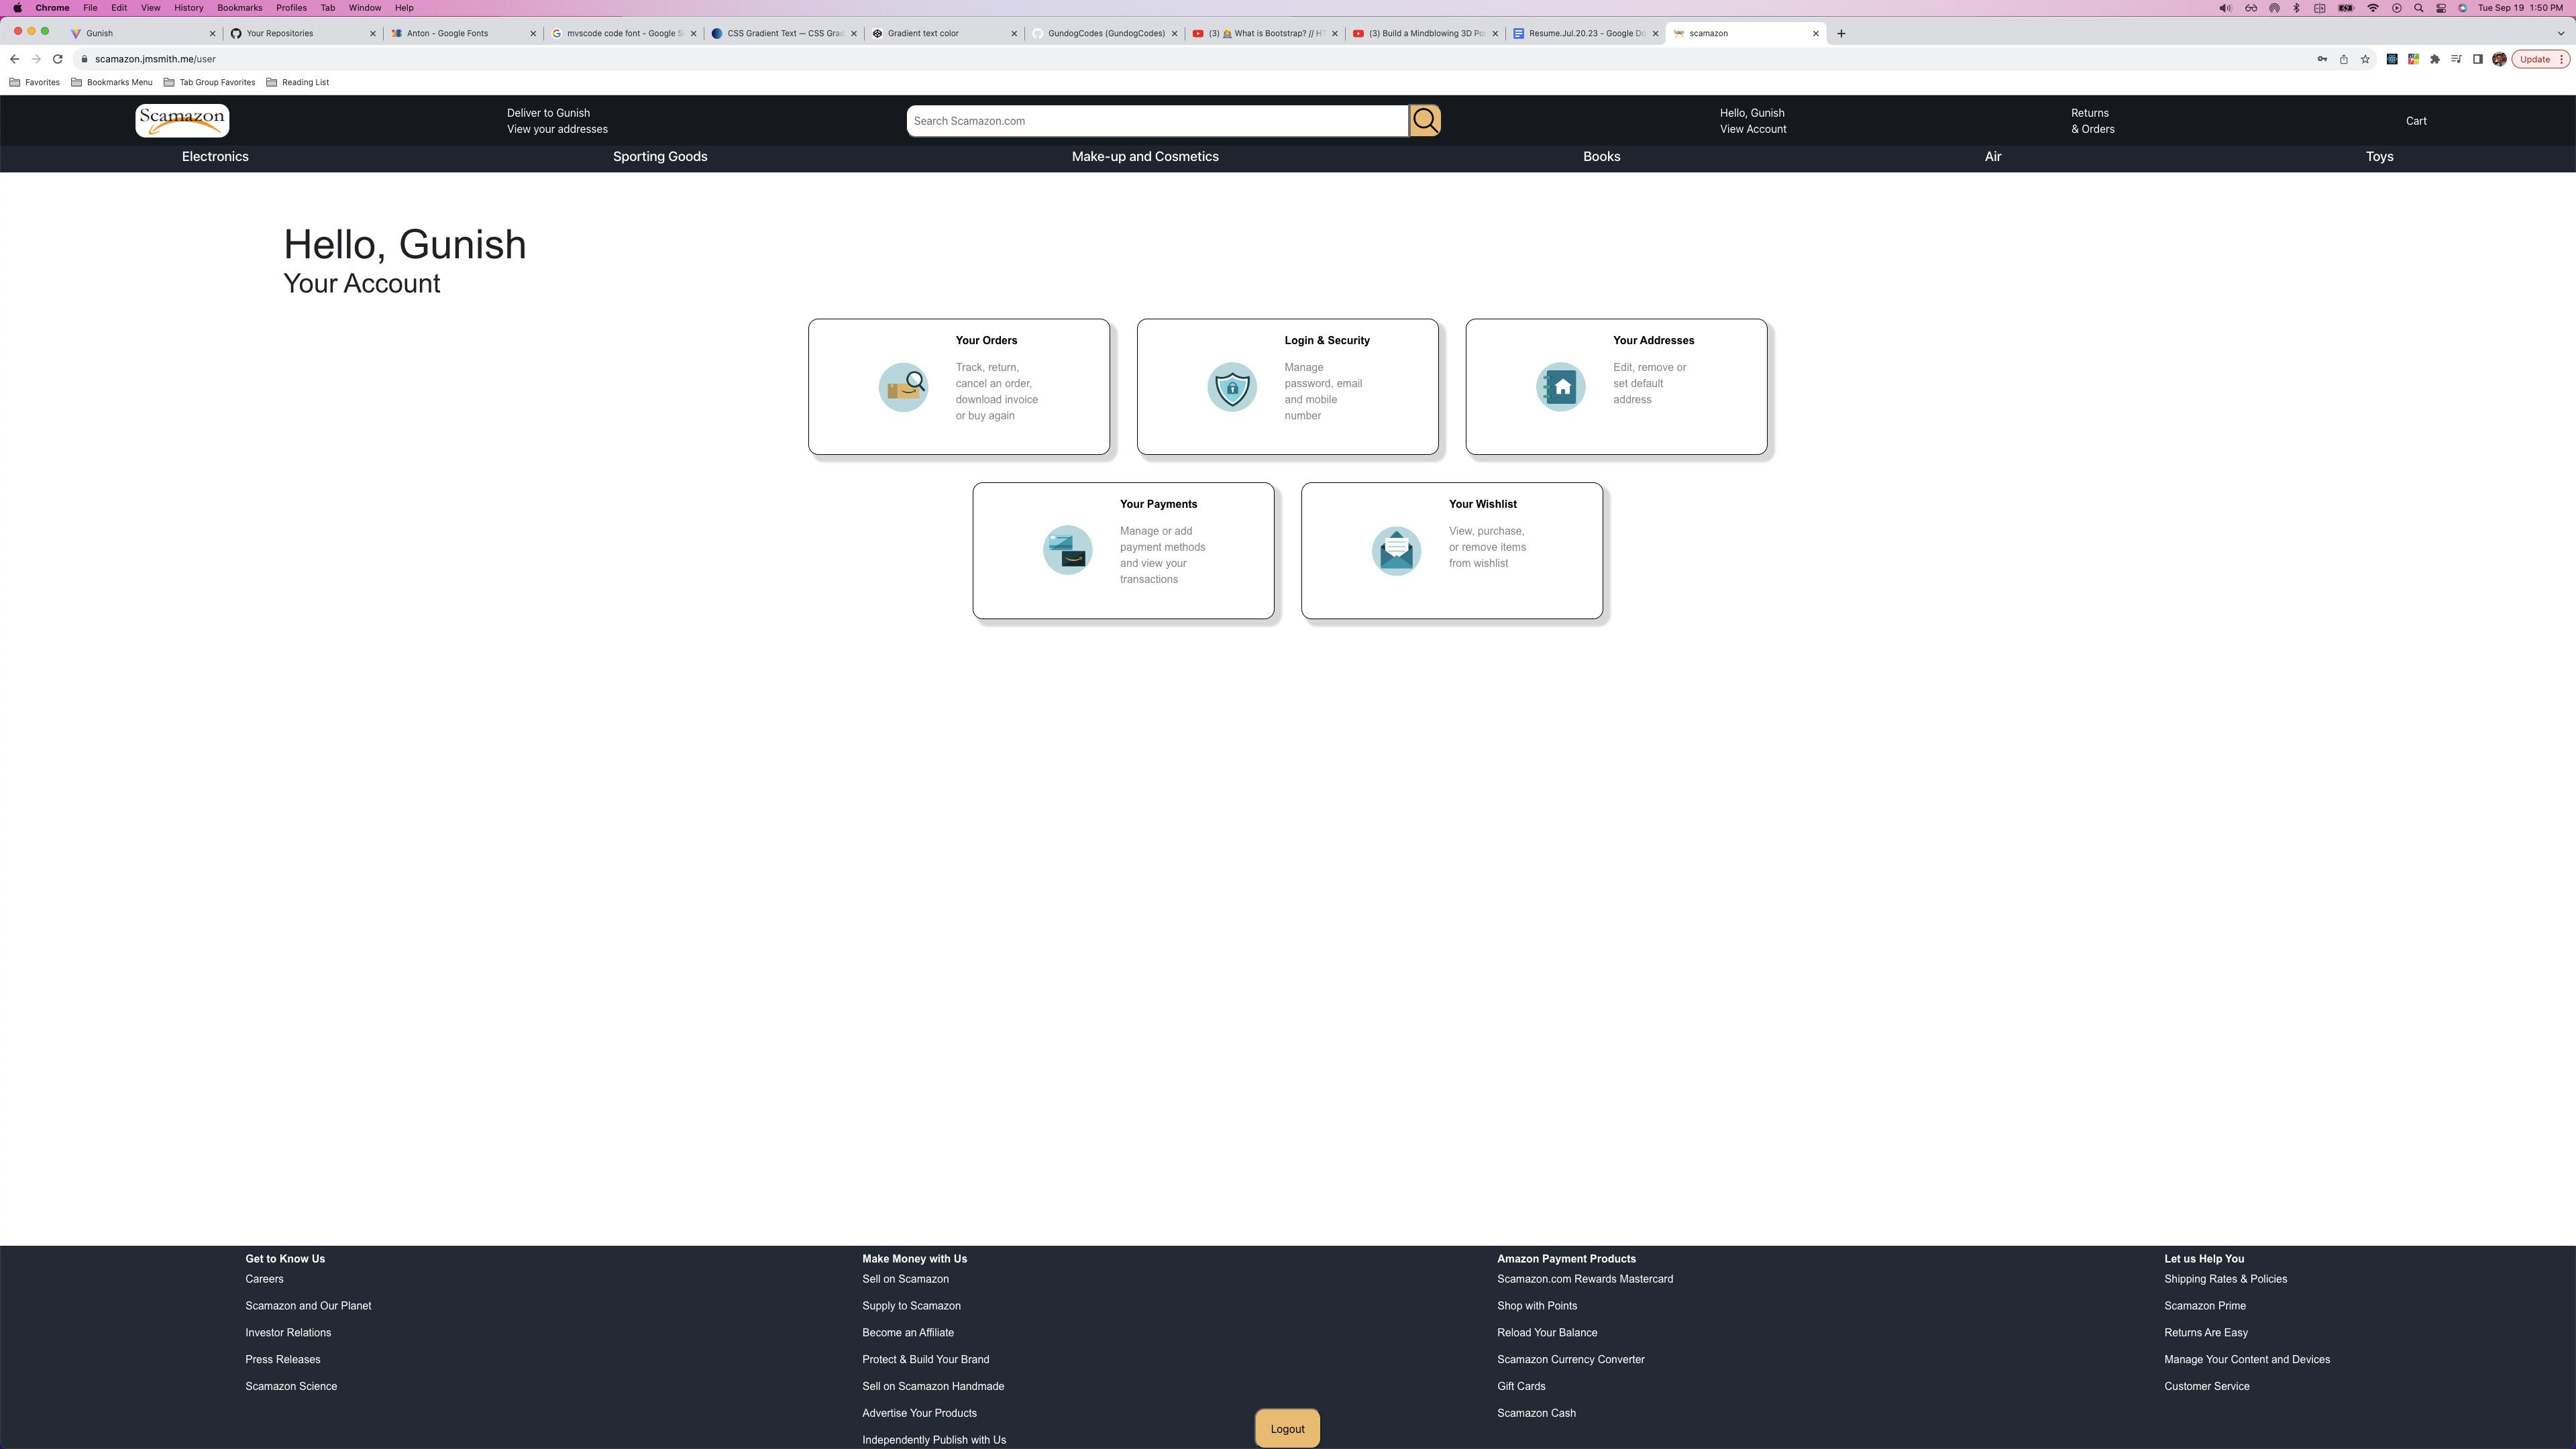 Chrome File Edit View History Bookmarks Profiles Tab Window Help
Tue Sep 19 1:50 PM
Gunish
Your Repositories
Anton - Google Fonts
mvscode code font - Google S
CSS Gradient Text — CSS Grad
Gradient text color
GundogCodes (GundogCodes)
(3) What is Bootstrap? // HT
(3) Build a Mindblowing 3D Po
Resume.Jul.20.23 - Google Do
scamazon
scamazon.jmsmith.me/user
Update
Favorites
Bookmarks Menu
Tab Group Favorites
Reading List
Scamazon
Deliver to Gunish
View your addresses
Search Scamazon.com
Hello, Gunish
View Account
Returns
& Orders
Cart
Electronics
Sporting Goods
Make-up and Cosmetics
Books
Air
Toys
Hello, Gunish
Your Account
Your Orders
Track, return,
cancel an order,
download invoice
or buy again
Login & Security
Manage
password, email
and mobile
number
Your Addresses
Edit, remove or
set default
address
Your Payments
Manage or add
payment methods
and view your
transactions
Your Wishlist
View, purchase,
or remove items
from wishlist
Get to Know Us
Careers
Scamazon and Our Planet
Investor Relations
Press Releases
Scamazon Science
Make Money with Us
Sell on Scamazon
Supply to Scamazon
Become an Affiliate
Protect & Build Your Brand
Sell on Scamazon Handmade
Advertise Your Products
Independently Publish with Us
Amazon Payment Products
Scamazon.com Rewards Mastercard
Shop with Points
Reload Your Balance
Scamazon Currency Converter
Gift Cards
Scamazon Cash
Let us Help You
Shipping Rates & Policies
Scamazon Prime
Returns Are Easy
Manage Your Content and Devices
Customer Service
Logout